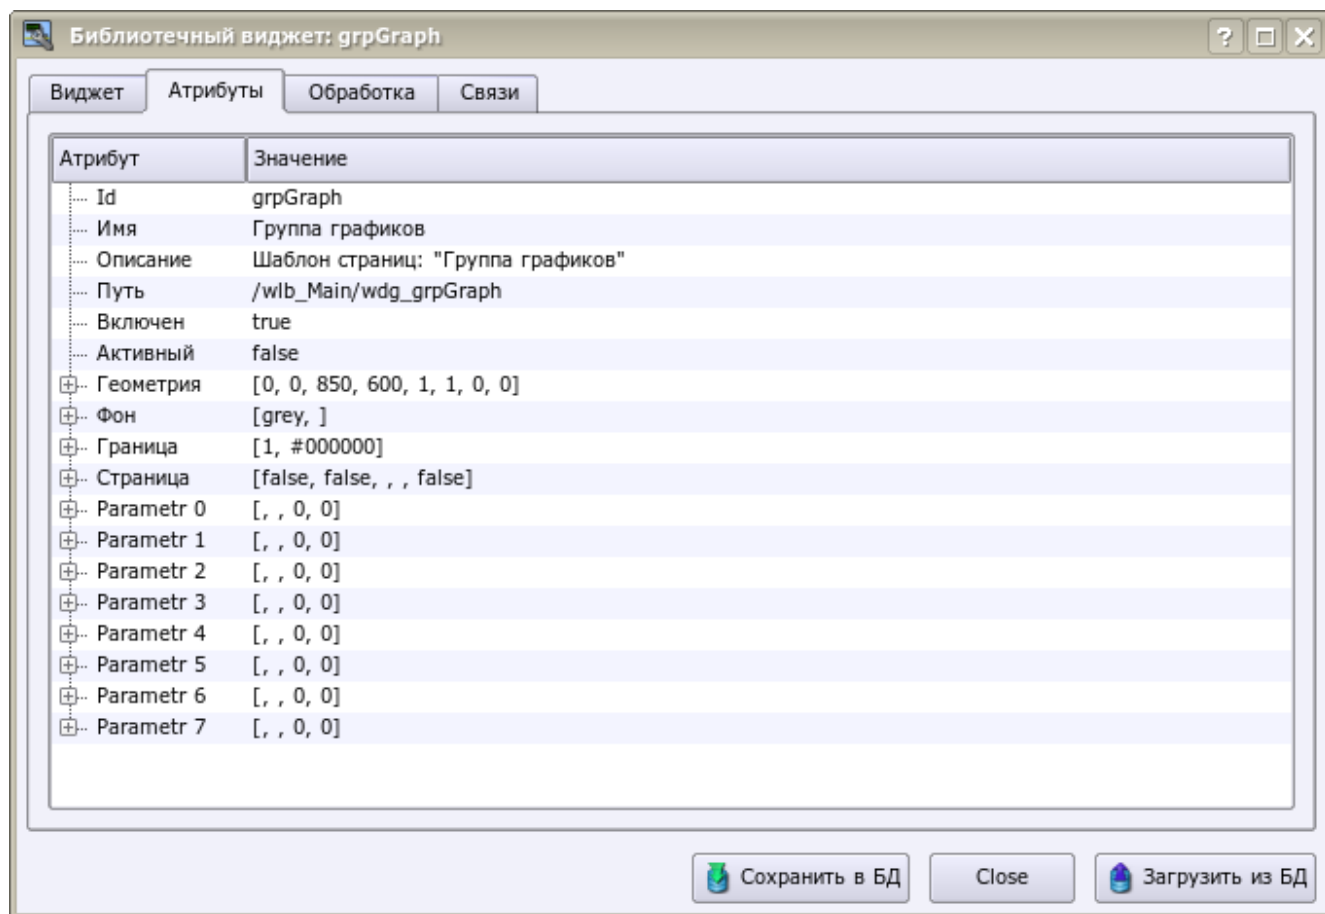 Библиотечный виджет: grpGraph
Виджет Атрибуты Обработка Связи
Атрибут Значение
Id grpGraph
Имя Группа графиков
Описание Шаблон страниц: "Группа графиков"
Путь /wlb_Main/wdg_grpGraph
Включен true
Активный false
Геометрия [0, 0, 850, 600, 1, 1, 0, 0]
Фон [grey, ]
Граница [1, #000000]
Страница [false, false, , , false]
Parametr 0 [, , 0, 0]
Parametr 1 [, , 0, 0]
Parametr 2 [, , 0, 0]
Parametr 3 [, , 0, 0]
Parametr 4 [, , 0, 0]
Parametr 5 [, , 0, 0]
Parametr 6 [, , 0, 0]
Parametr 7 [, , 0, 0]
Сохранить в БД Close Загрузить из БД